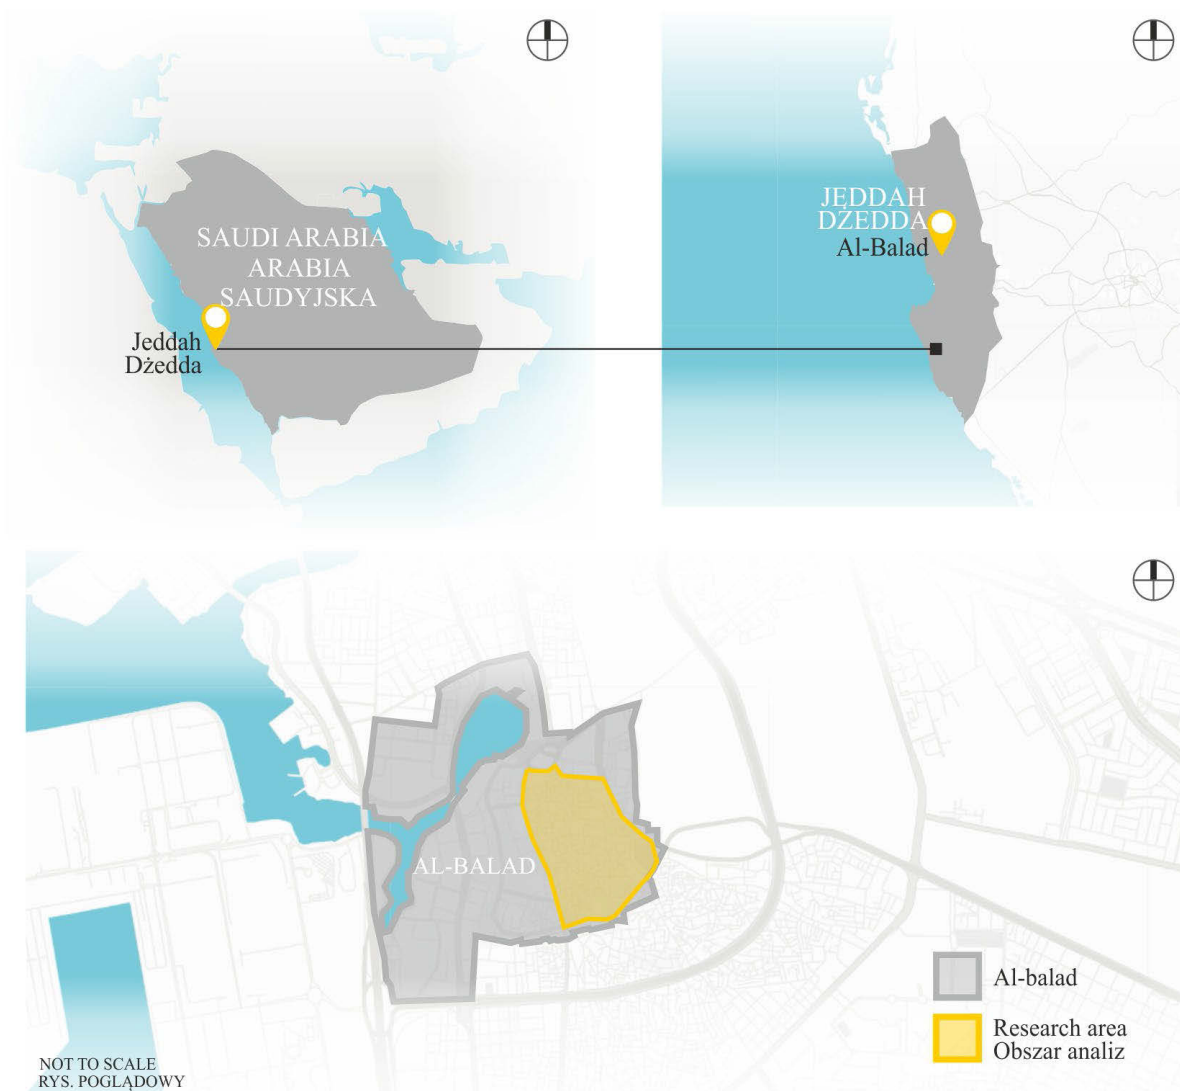 SAUDI ARABIA
ARABIA
SAUDYJSKA
Jeddah
Dżedda
JEDDAH
DŻEDDA
Al-Balad
AL-BALAD
Al-balad
Research area
Obszar analiz
NOT TO SCALE
RYS. POGLĄDOWY